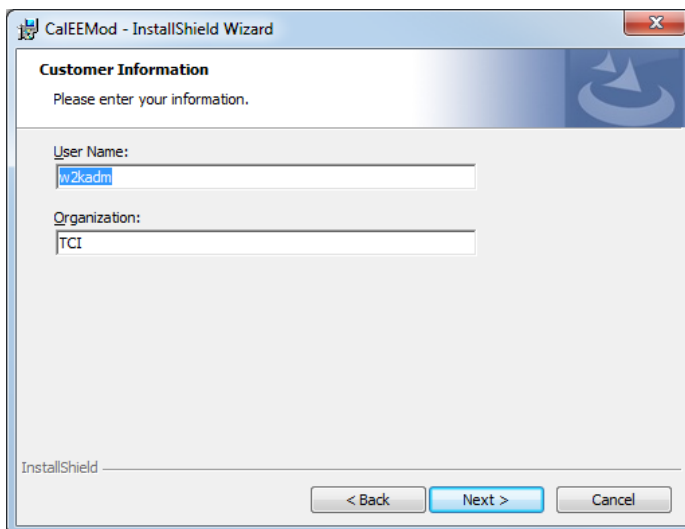 CalEEMod - InstallShield Wizard
Customer Information
Please enter your information.
User Name:
w2kadm
Organization:
TCI
InstallShield
< Back Next > Cancel